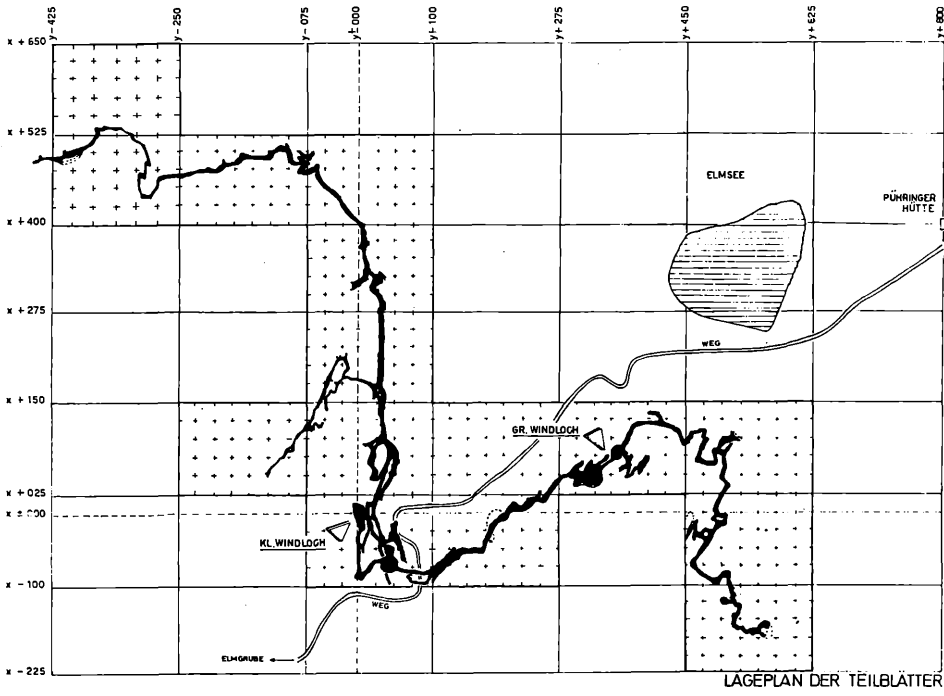 y - 425
y - 250
y - 075
y ± 000
y + 100
y + 275
y + 450
y + 625
y + 800
x + 650
x + 525
ELMSEE
PÜHRINGER
HÜTTE
x + 400
x + 275
WEG
x + 150
GR. WINDLOCH
x + 025
x ± 000
KL. WINDLOCH
x - 100
WEG
ELMGRUBE
x - 225
LAGEPLAN DER TEILBLÄTTER